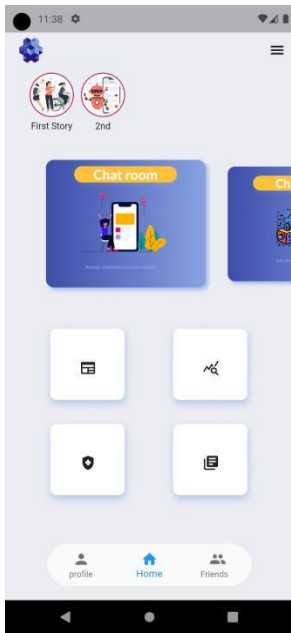 11:38
First Story
2nd
Chat room
Ch
profile
Home
Friends